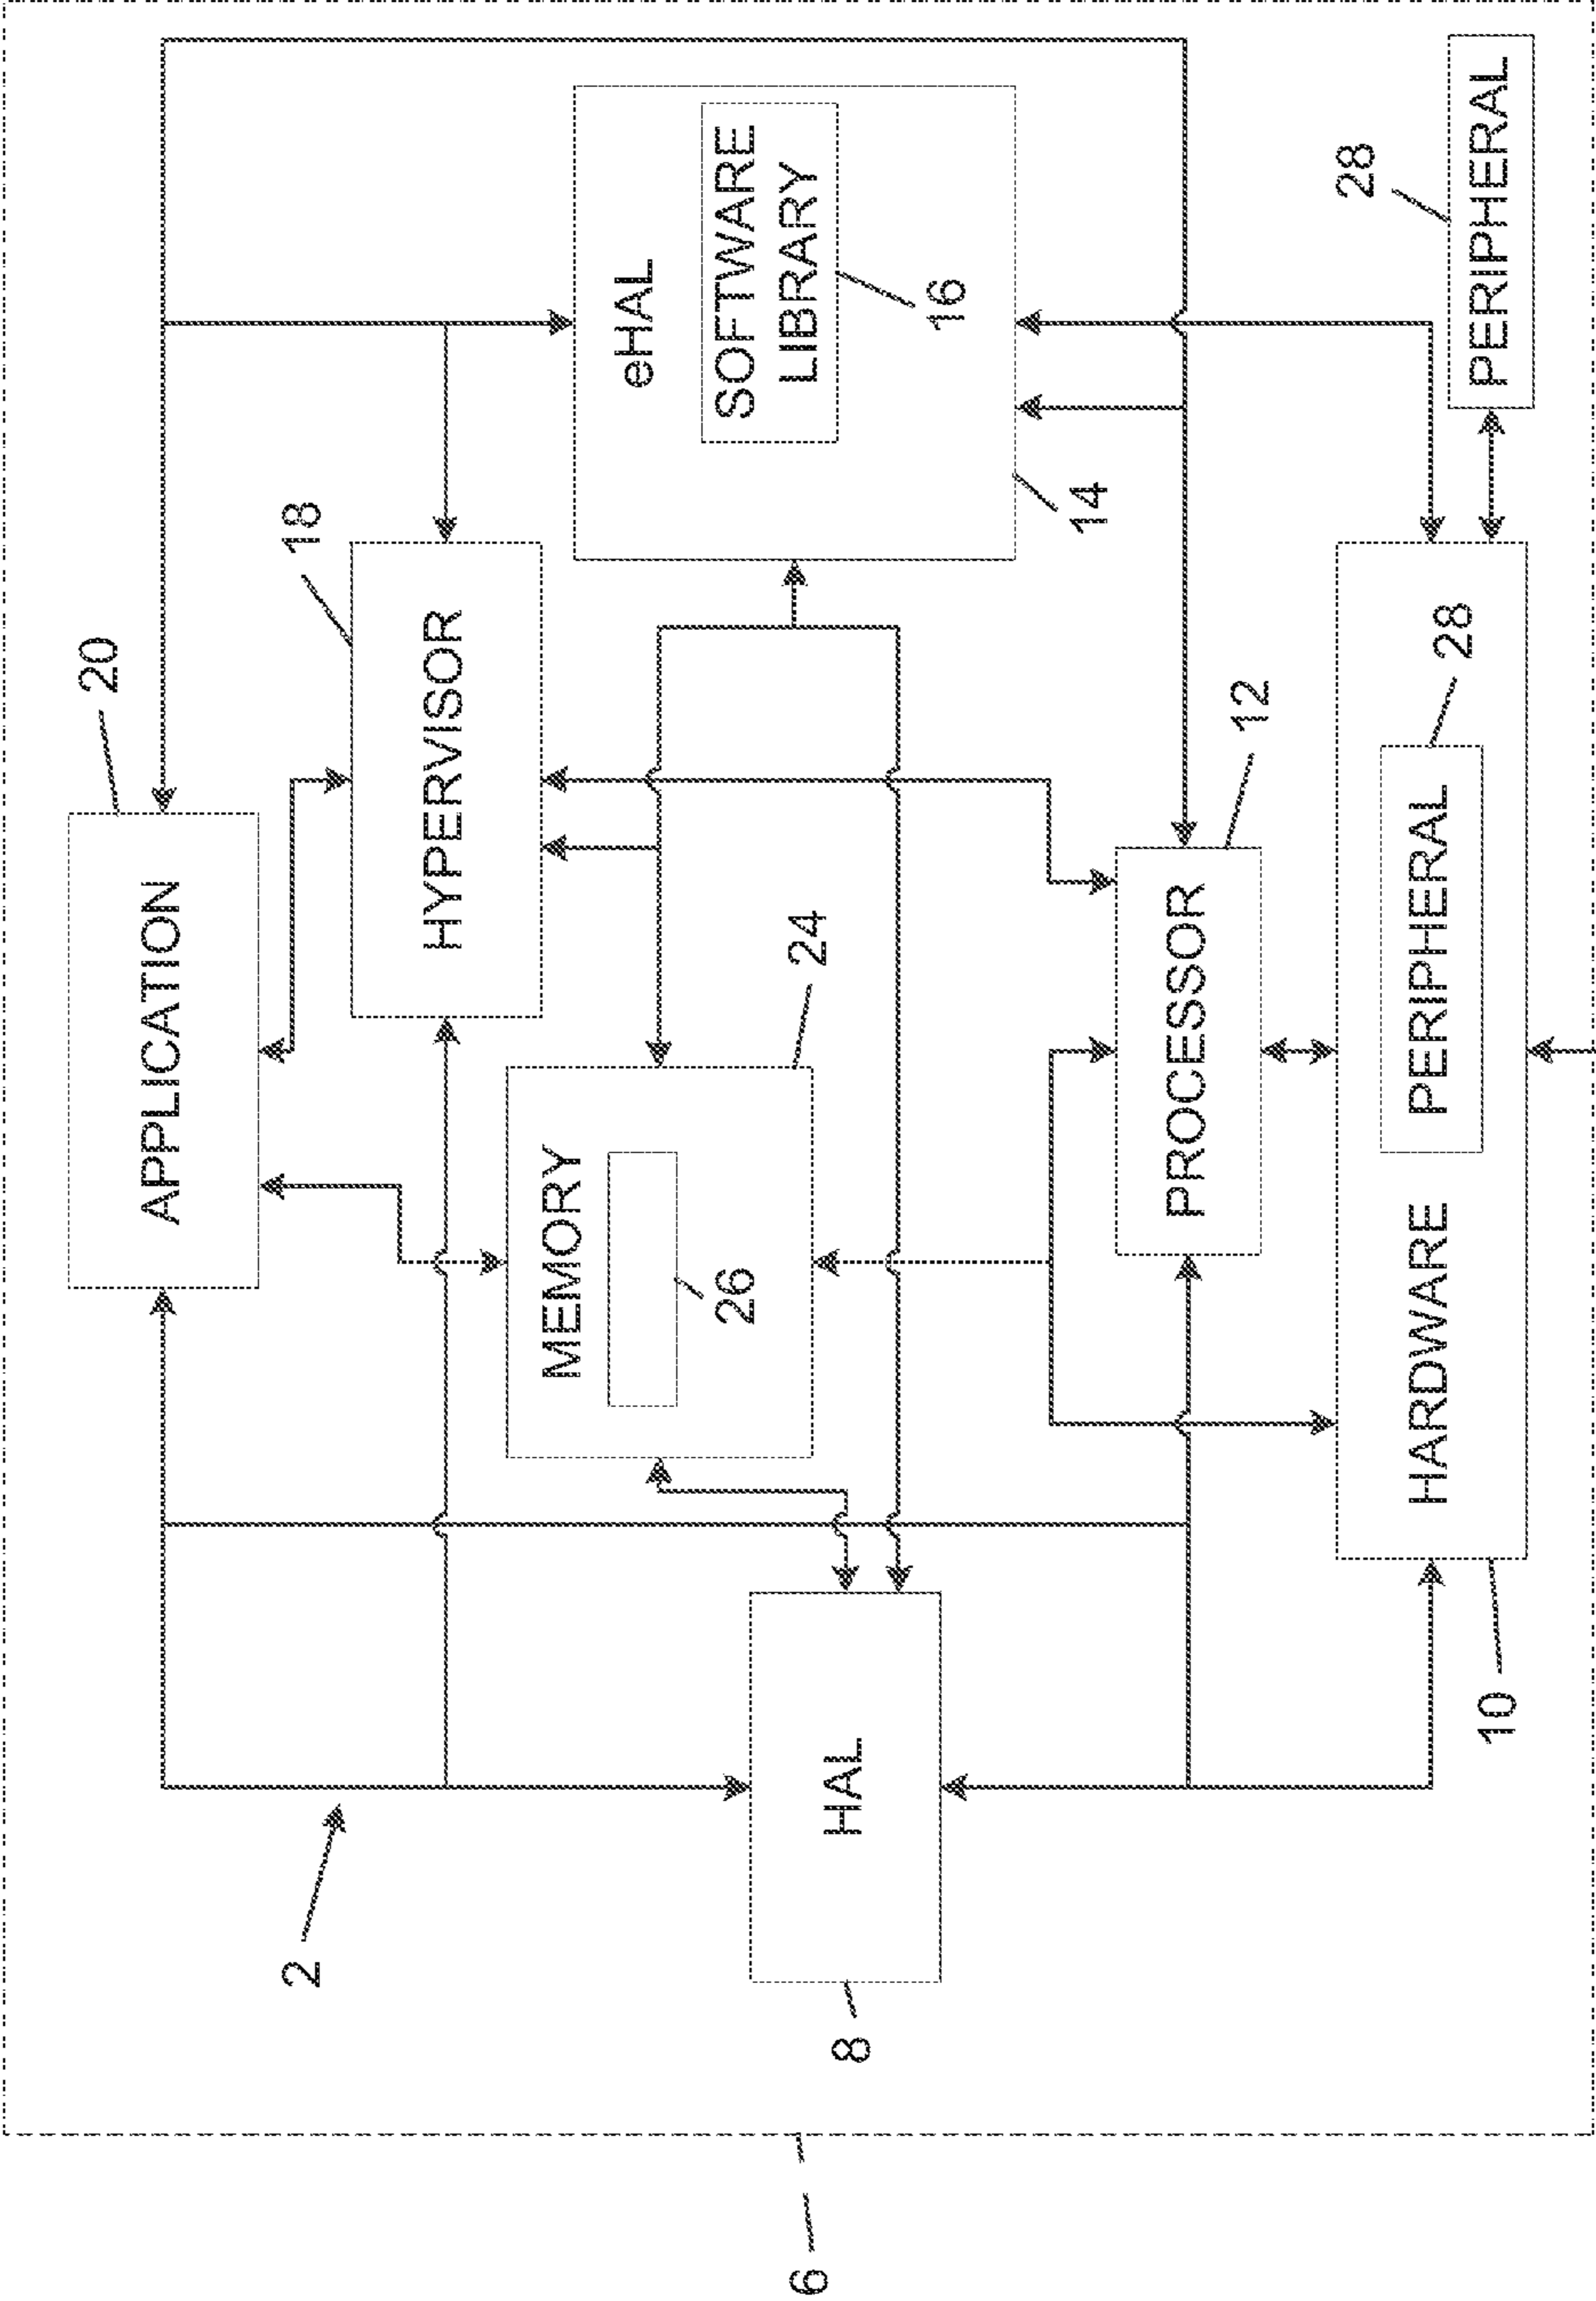 20
APPLICATION
18
HYPERVISOR
2
eHAL
SOFTWARE
LIBRARY
16
14
MEMORY
26
24
HAL
8
6
PROCESSOR
12
HARDWARE
PERIPHERAL
28
10
28
PERIPHERAL